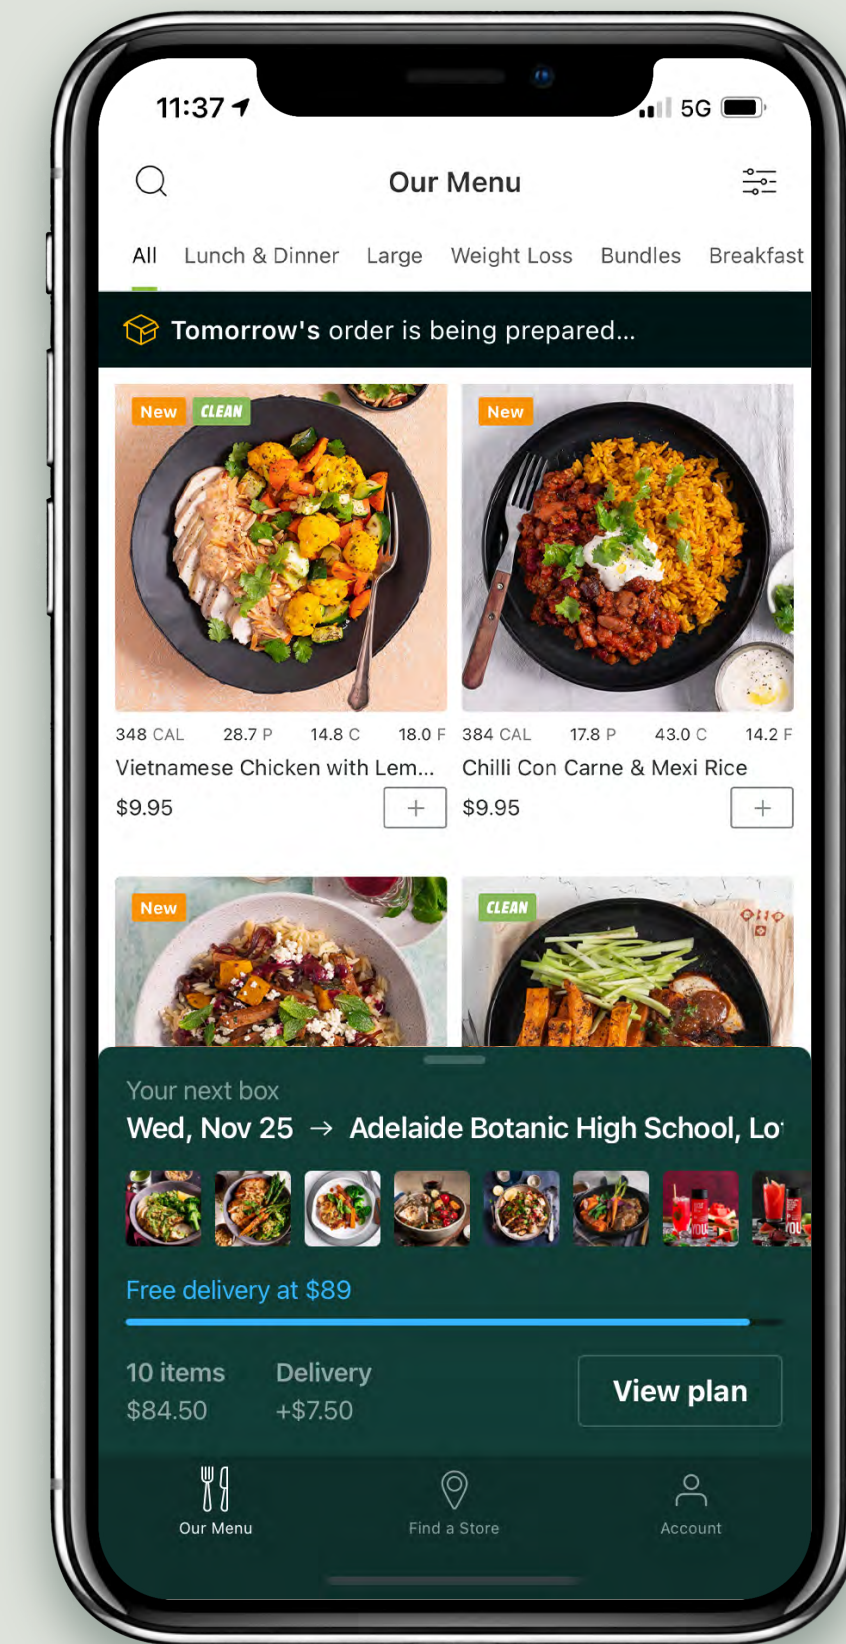 11:37
5G
Our Menu
All Lunch & Dinner Large Weight Loss Bundles Breakfast
Tomorrow's order is being prepared...
New CLEAN
New
348 CAL 28.7 P 14.8 C 18.0 F
384 CAL 17.8 P 43.0 C 14.2 F
Vietnamese Chicken with Lem...
Chilli Con Carne & Mexi Rice
$9.95 +
$9.95 +
New
CLEAN
Your next box
Wed, Nov 25 → Adelaide Botanic High School, Lo
YOU
Free delivery at $89
10 items Delivery
$84.50 +$7.50
View plan
Our Menu Find a Store Account